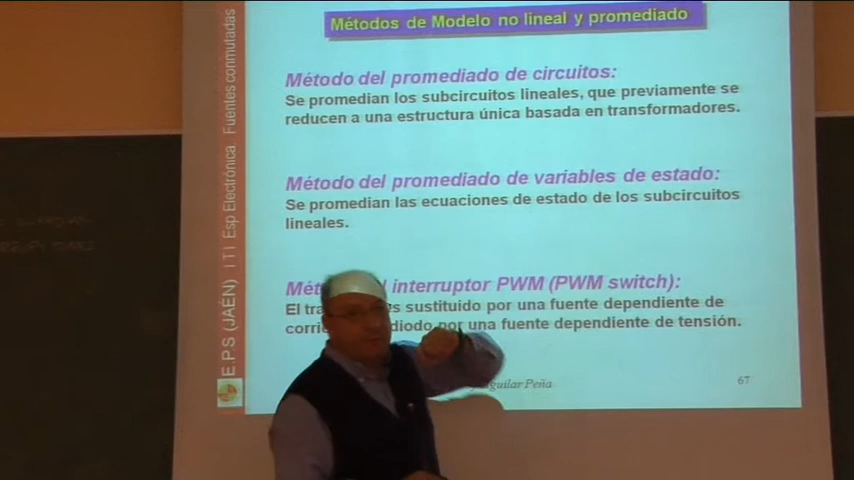 Métodos de Modelo no lineal y promediado
Método del promediado de circuitos:
Se promedian los subcircuitos lineales, que previamente se
reducen a una estructura única basada en transformadores.
Método del promediado de variables de estado:
Se promedian las ecuaciones de estado de los subcircuitos
lineales.
interruptor PWM (PWM switch):
El sustituido por una fuente dependiente de
diodo por una fuente dependiente de tensión.
Peña
67
E.P.S (JAÉN) ITI Esp Electrónica. Fuentes conmutadas